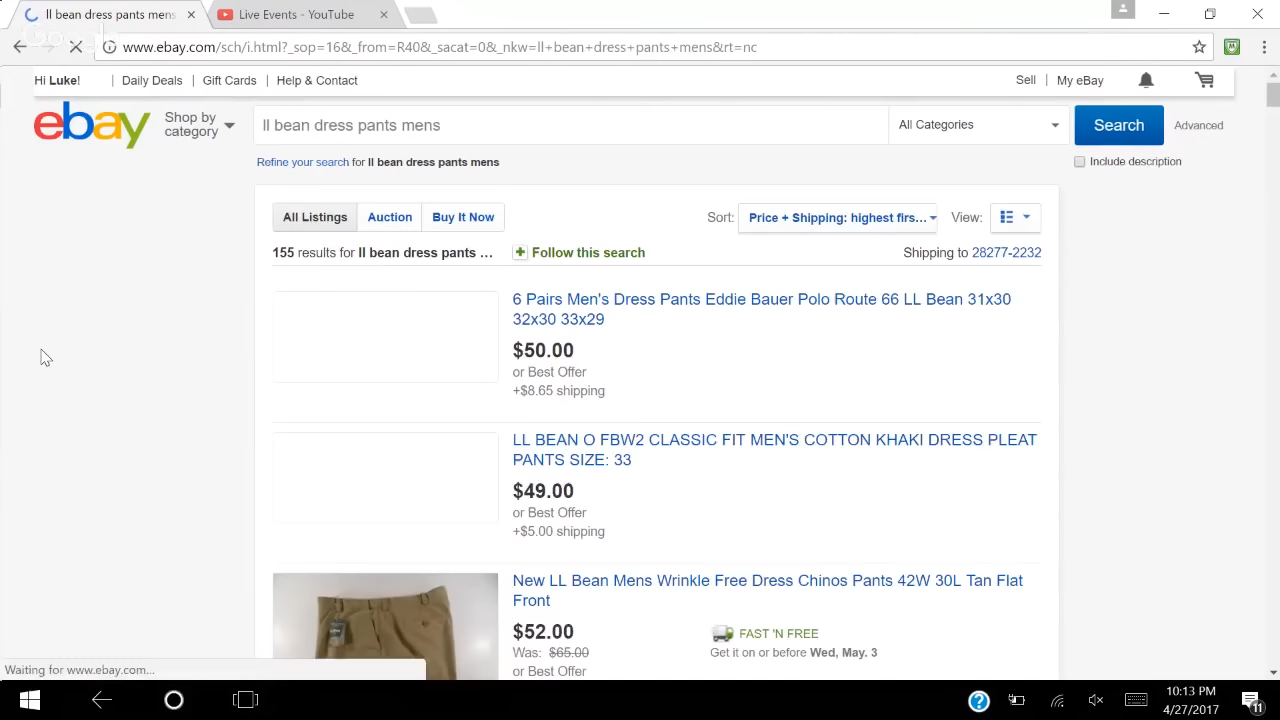 ll bean dress pants mens
Live Events - YouTube
www.ebay.com/sch/i.html?_sop=16&_from=R40&_sacat=0&_nkw=ll+bean+dress+pants+mens&rt=nc
Hi Luke! | Daily Deals | Gift Cards | Help & Contact
Sell | My eBay
ebay
Shop by
category
ll bean dress pants mens
All Categories
Search
Advanced
Refine your search for ll bean dress pants mens
Include description
All Listings
Auction
Buy It Now
Sort: Price + Shipping: highest firs...
View:
155 results for ll bean dress pants ...
Follow this search
Shipping to 28277-2232
6 Pairs Men's Dress Pants Eddie Bauer Polo Route 66 LL Bean 31x30
32x30 33x29
$50.00
or Best Offer
+$8.65 shipping
LL BEAN O FBW2 CLASSIC FIT MEN'S COTTON KHAKI DRESS PLEAT
PANTS SIZE: 33
$49.00
or Best Offer
+$5.00 shipping
New LL Bean Mens Wrinkle Free Dress Chinos Pants 42W 30L Tan Flat
Front
$52.00
Was: $65.00
or Best Offer
FAST 'N FREE
Get it on or before Wed, May. 3
Waiting for www.ebay.com...
10:13 PM
4/27/2017
11